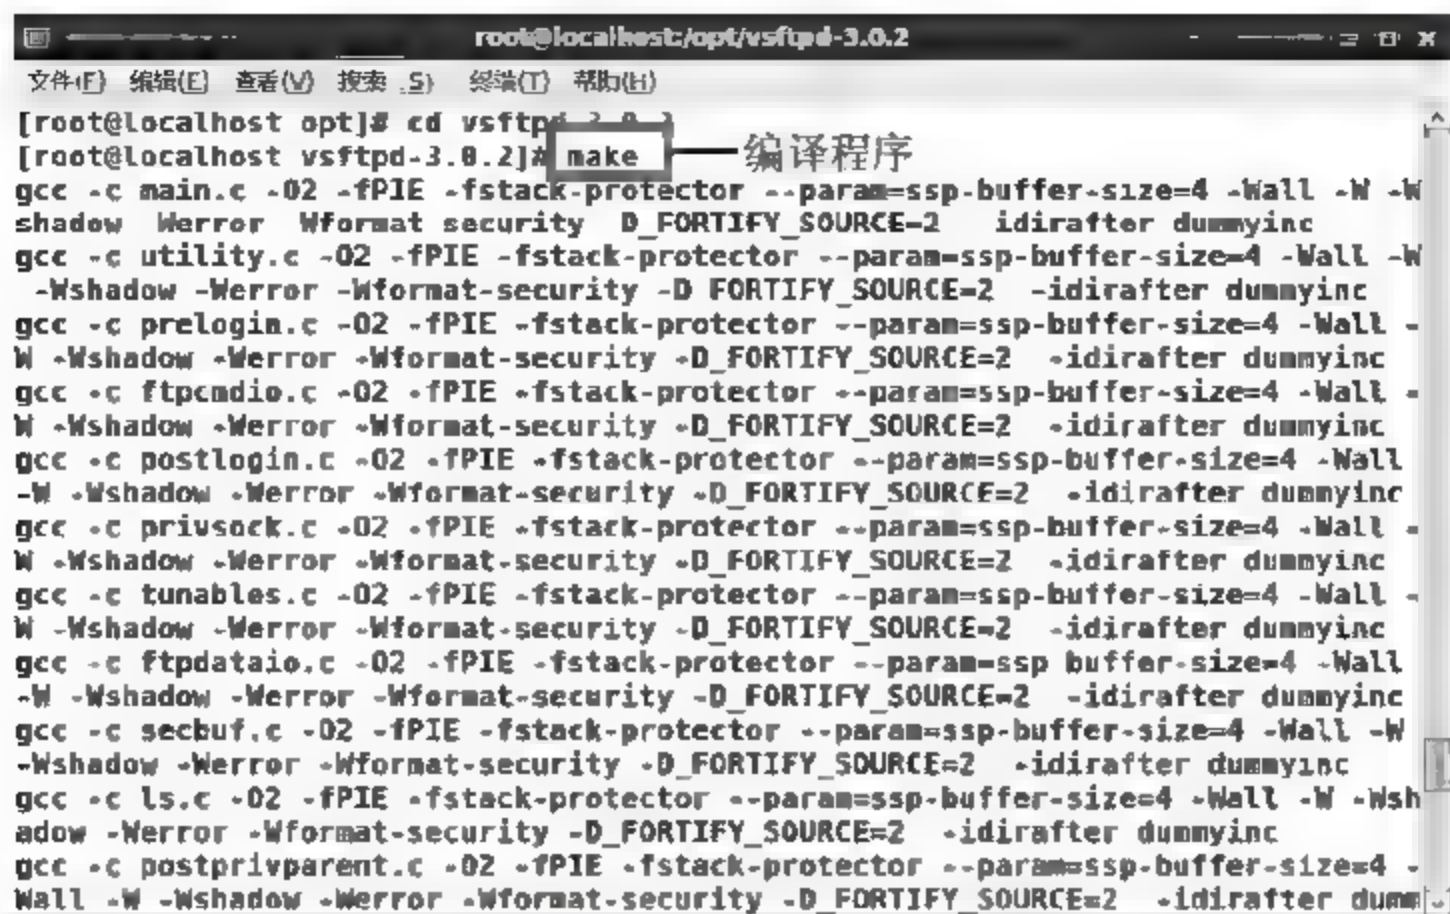 root@localhost:/opt/vsftpd-3.0.2
文件(F) 编辑(E) 查看(V) 搜索(S) 终端(T) 帮助(H)
[root@localhost opt]# cd vsftpd-3.0.2
[root@localhost vsftpd-3.0.2]# make 编译程序
gcc -c main.c -O2 -fPIE -fstack-protector --param=ssp-buffer-size=4 -Wall -W -W
shadow -Werror -Wformat-security -D_FORTIFY_SOURCE=2 -idirafter dummyinc
gcc -c utility.c -O2 -fPIE -fstack-protector --param=ssp-buffer-size=4 -Wall -W
-Wshadow -Werror -Wformat-security -D_FORTIFY_SOURCE=2 -idirafter dummyinc
gcc -c prelogin.c -O2 -fPIE -fstack-protector --param=ssp-buffer-size=4 -Wall -
W -Wshadow -Werror -Wformat-security -D_FORTIFY_SOURCE=2 -idirafter dummyinc
gcc -c ftpcmdio.c -O2 -fPIE -fstack-protector --param=ssp-buffer-size=4 -Wall -
W -Wshadow -Werror -Wformat-security -D_FORTIFY_SOURCE=2 -idirafter dummyinc
gcc -c postlogin.c -O2 -fPIE -fstack-protector --param=ssp-buffer-size=4 -Wall
-W -Wshadow -Werror -Wformat-security -D_FORTIFY_SOURCE=2 -idirafter dummyinc
gcc -c privsock.c -O2 -fPIE -fstack-protector --param=ssp-buffer-size=4 -Wall -
W -Wshadow -Werror -Wformat-security -D_FORTIFY_SOURCE=2 -idirafter dummyinc
gcc -c tunables.c -O2 -fPIE -fstack-protector --param=ssp-buffer-size=4 -Wall -
W -Wshadow -Werror -Wformat-security -D_FORTIFY_SOURCE=2 -idirafter dummyinc
gcc -c ftpdataio.c -O2 -fPIE -fstack-protector --param=ssp-buffer-size=4 -Wall
-W -Wshadow -Werror -Wformat-security -D_FORTIFY_SOURCE=2 -idirafter dummyinc
gcc -c secbuf.c -O2 -fPIE -fstack-protector --param=ssp-buffer-size=4 -Wall -W
-Wshadow -Werror -Wformat-security -D_FORTIFY_SOURCE=2 -idirafter dummyinc
gcc -c ls.c -O2 -fPIE -fstack-protector --param=ssp-buffer-size=4 -Wall -W -Wsh
adow -Werror -Wformat-security -D_FORTIFY_SOURCE=2 -idirafter dummyinc
gcc -c postprivparent.c -O2 -fPIE -fstack-protector --param=ssp-buffer-size=4 -
Wall -W -Wshadow -Werror -Wformat-security -D_FORTIFY_SOURCE=2 -idirafter dumm